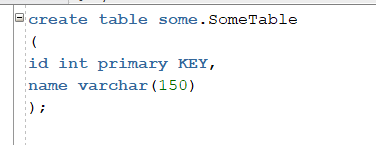 create table some.SomeTable
(
id int primary KEY,
name varchar(150)
);